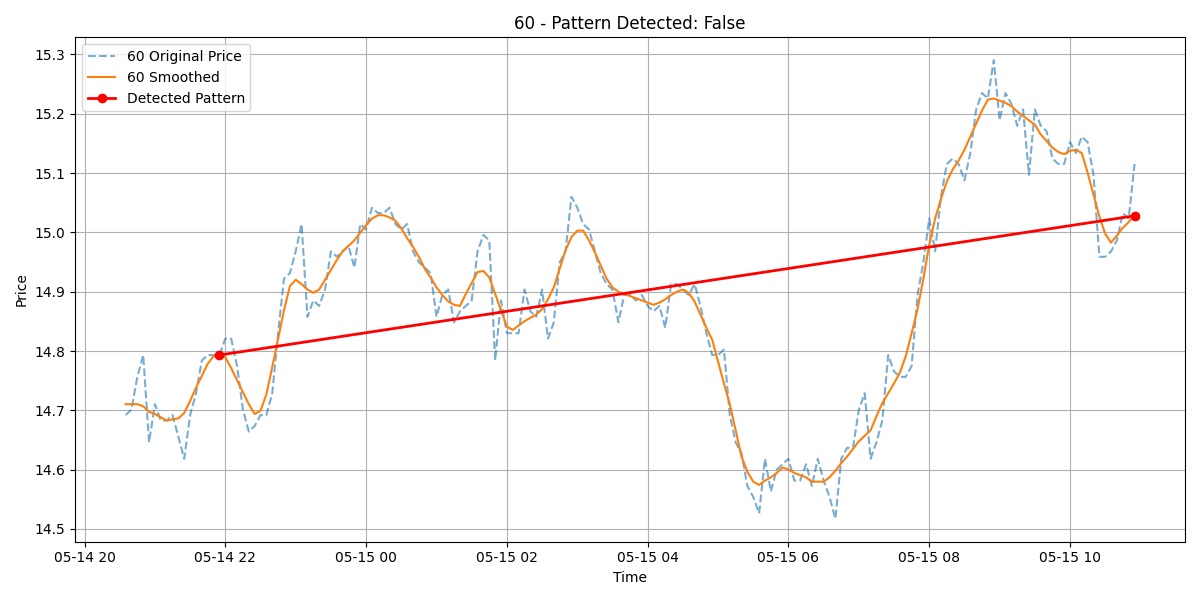 60 - Pattern Detected: False
60 Original Price
60 Smoothed
Detected Pattern
Price
15.3
15.2
15.1
15.0
14.9
14.8
14.7
14.6
14.5
05-14 20 05-14 22 05-15 00 05-15 02 05-15 04 05-15 06 05-15 08 05-15 10
Time